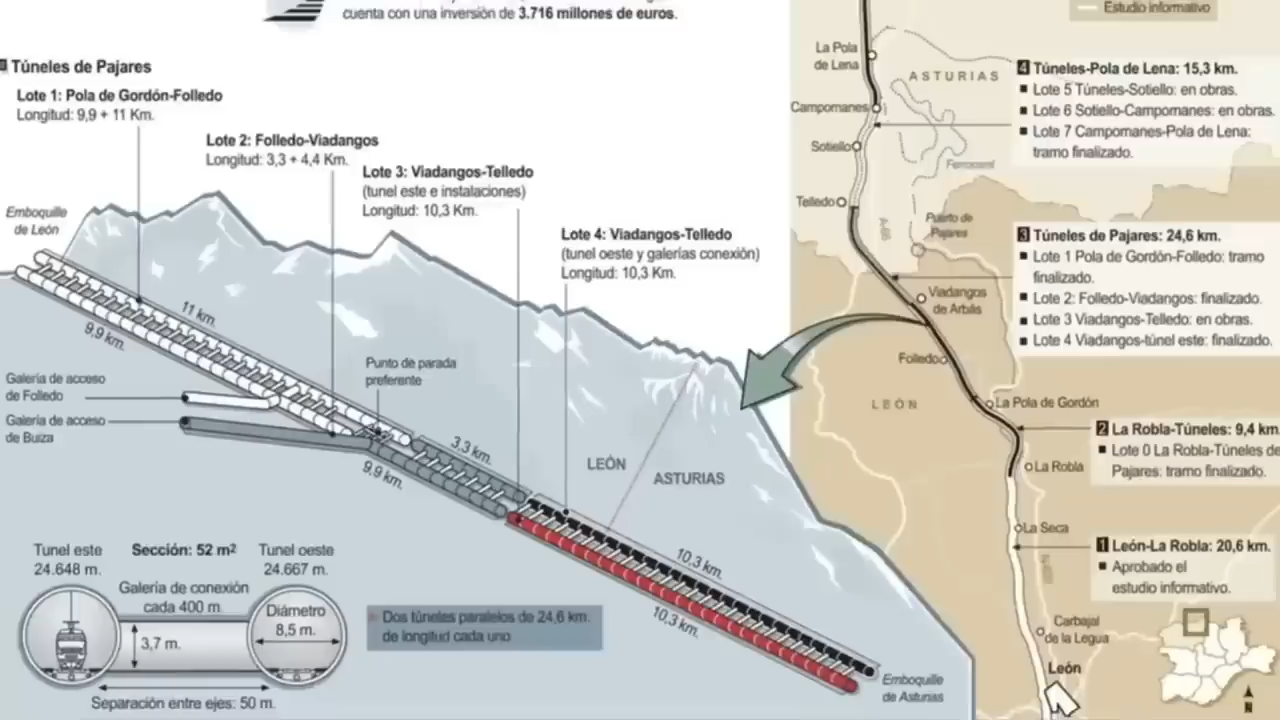 cuenta con una inversión de 3.716 millones de euros.
Túneles de Pajares
Lote 1: Pola de Gordón-Folledo
Longitud: 9,9 + 11 Km.
Lote 2: Folledo-Viadangos
Longitud: 3,3 + 4,4 Km.
Lote 3: Viadangos-Telledo
(tunel este e instalaciones)
Longitud: 10,3 Km.
Lote 4: Viadangos-Telledo
(tunel oeste y galerías conexión)
Longitud: 10,3 Km.
Emboquille
de León
11 km.
9,9 km.
Punto de parada
preferente
Galería de acceso
de Folledo
Galería de acceso
de Buiza
3,3 km.
9,9 km.
LEÓN
ASTURIAS
10,3 km.
10,3 km.
Emboquille
de Asturias
Tunel este
24.648 m.
Sección: 52 m²
Tunel oeste
24.667 m.
Galería de conexión
cada 400 m.
3,7 m.
Diámetro
8,5 m.
Separación entre ejes: 50 m.
Dos túneles paralelos de 24,6 km.
de longitud cada uno
Estudio informativo
La Pola
de Lena
ASTURIAS
Campomanes
Sotiello
Ferrocarril
Telledo
A-66
Puerto de
Pajares
Viadangos
de Arbás
Folledo
LEÓN
La Pola de Gordón
La Robla
La Seca
Carbajal
de la Legua
León
N
4 Túneles-Pola de Lena: 15,3 km.
Lote 5 Túneles-Sotiello: en obras.
Lote 6 Sotiello-Campomanes: en obras.
Lote 7 Campomanes-Pola de Lena:
tramo finalizado.
3 Túneles de Pajares: 24,6 km.
Lote 1 Pola de Gordón-Folledo: tramo
finalizado.
Lote 2: Folledo-Viadangos: finalizado.
Lote 3 Viadangos-Telledo: en obras.
Lote 4 Viadangos-túnel este: finalizado.
2 La Robla-Túneles: 9,4 km.
Lote 0 La Robla-Túneles de
Pajares: tramo finalizado.
1 León-La Robla: 20,6 km.
Aprobado el
estudio informativo.